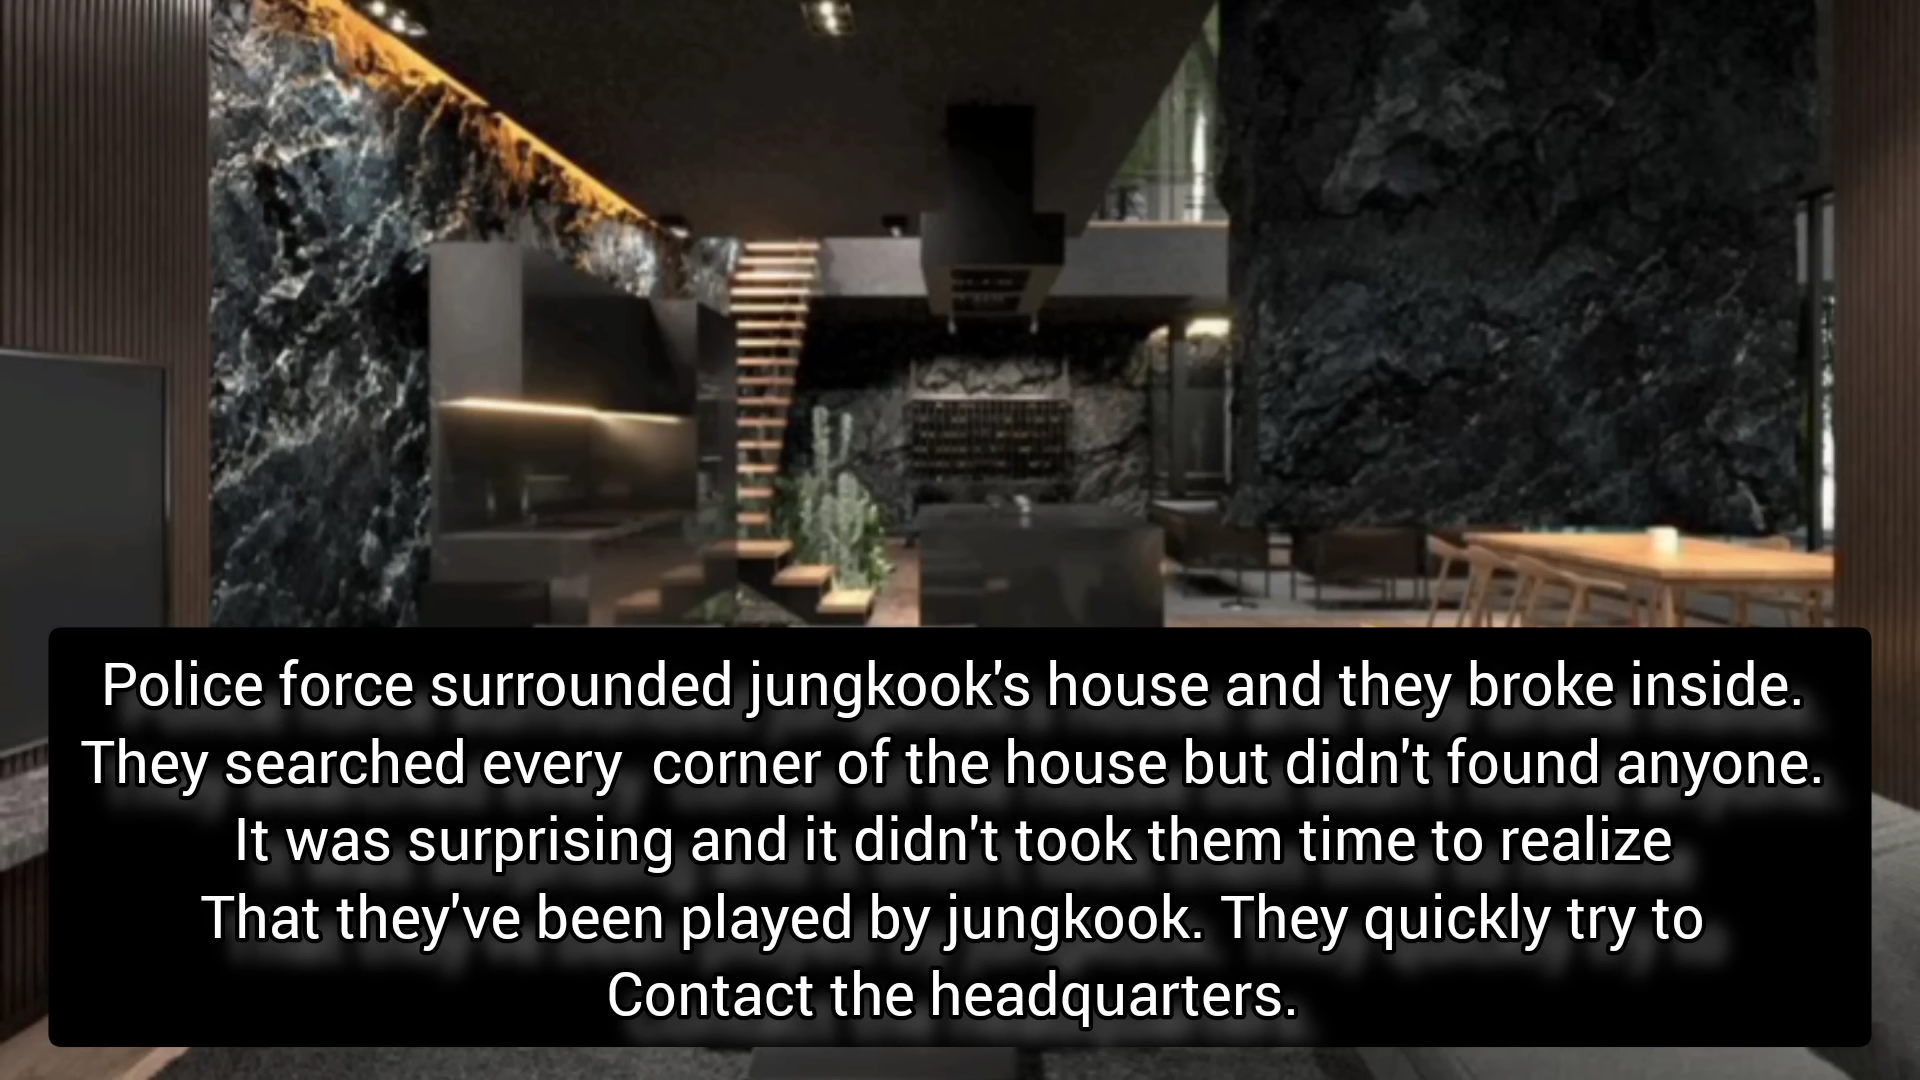 Police force surrounded jungkook's house and they broke inside.
They searched every  corner of the house but didn't found anyone.
It was surprising and it didn't took them time to realize
That they've been played by jungkook. They quickly try to
Contact the headquarters.